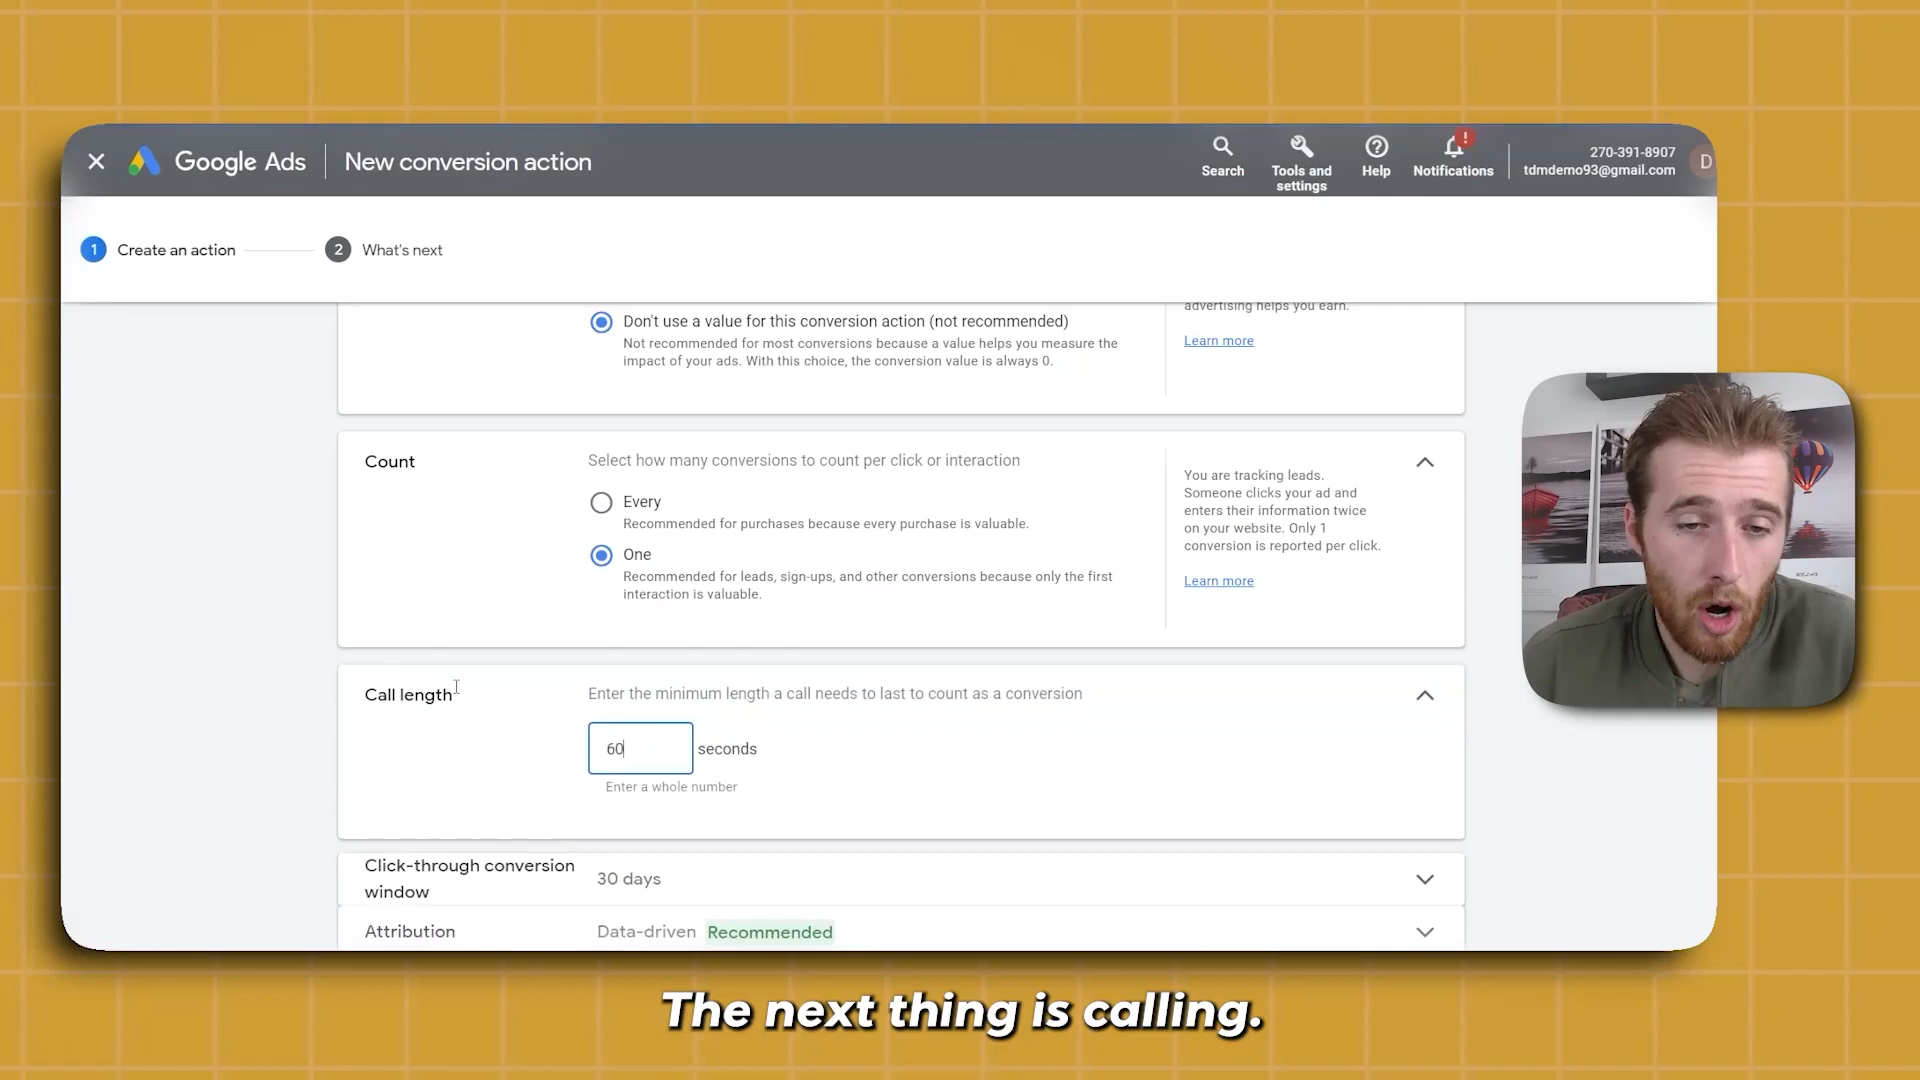 Google Ads
New conversion action
Search
Tools and
settings
Help
!
Notifications
270-391-8907
tdmdemo93@gmail.com
D
1 Create an action
2 What's next
Don't use a value for this conversion action (not recommended)
Not recommended for most conversions because a value helps you measure the
impact of your ads. With this choice, the conversion value is always 0.
advertising helps you earn.
Learn more
Count
Select how many conversions to count per click or interaction
Every
Recommended for purchases because every purchase is valuable.
One
Recommended for leads, sign-ups, and other conversions because only the first
interaction is valuable.
You are tracking leads.
Someone clicks your ad and
enters their information twice
on your website. Only 1
conversion is reported per click.
Learn more
Call length
Enter the minimum length a call needs to last to count as a conversion
60 seconds
Enter a whole number
Click-through conversion
window
30 days
Attribution
Data-driven Recommended
The next thing is calling.